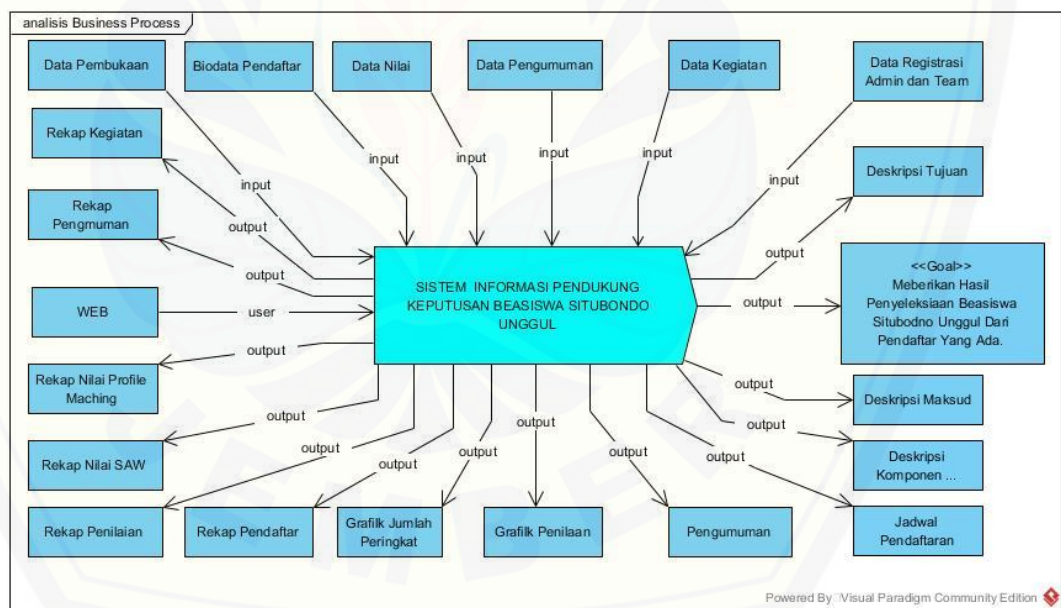 analisis Business Process
Data Pembukaan
Biodata Pendaftar
Data Nilai
Data Pengumuman
Data Kegiatan
Data Registrasi
Admin dan Team
Rekap Kegiatan
input
input
input
input
input
input
Deskripsi Tujuan
output
Rekap
Pengmuman
output
output
SISTEM INFORMASI PENDUKUNG
KEPUTUSAN BEASISWA SITUBONDO
UNGGUL
<<Goal>>
Meberikan Hasil
Penyeleksiaan Beasiswa
Situbodno Unggul Dari
Pendaftar Yang Ada.
output
WEB
user
output
Rekap Nilai Profile
Maching
output
Deskripsi Maksud
output
output
output
output
output
output
output
output
Rekap Nilai SAW
Deskripsi
Komponen ...
Rekap Penilaian
Rekap Pendaftar
Grafilk Jumlah
Peringkat
Grafilk Penilaan
Pengumuman
Jadwal
Pendaftaran
JEMBER
Powered By Visual Paradigm Community Edition